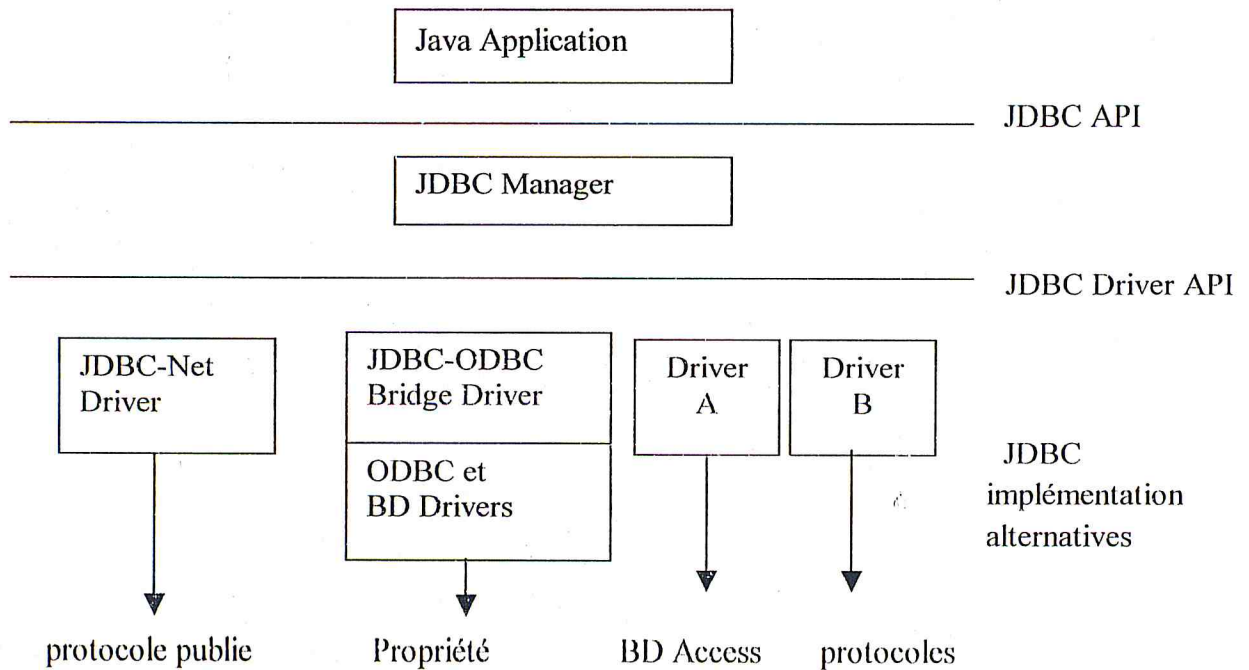 Java Application
JDBC API
JDBC Manager
JDBC Driver API
JDBC-Net
Driver
JDBC-ODBC
Bridge Driver
ODBC et
BD Drivers
Driver
A
Driver
B
JDBC
implémentation
alternatives
protocole publie
Propriété
BD Access
protocoles